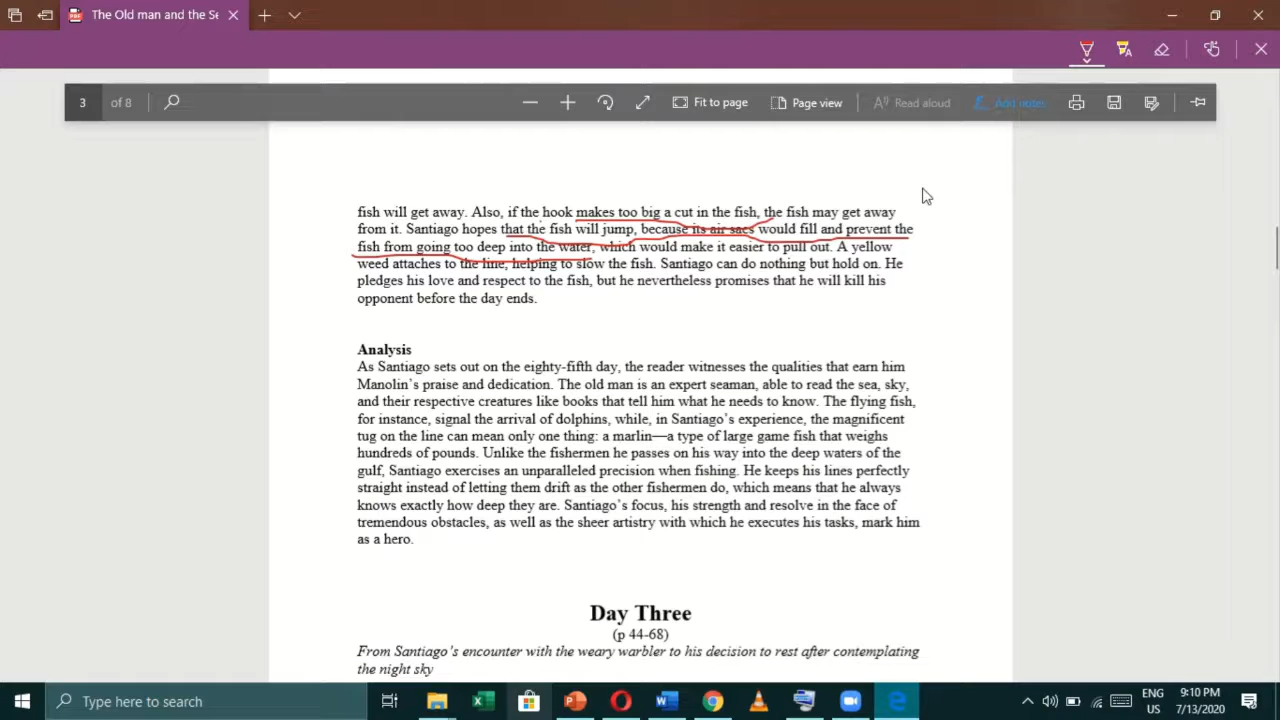 The Old man and the Se
3 of 8
Fit to page
Page view
Read aloud
Add notes
fish will get away. Also, if the hook makes too big a cut in the fish, the fish may get away
from it. Santiago hopes that the fish will jump, because its air sacs would fill and prevent the
fish from going too deep into the water, which would make it easier to pull out. A yellow
weed attaches to the line, helping to slow the fish. Santiago can do nothing but hold on. He
pledges his love and respect to the fish, but he nevertheless promises that he will kill his
opponent before the day ends.
Analysis
As Santiago sets out on the eighty-fifth day, the reader witnesses the qualities that earn him
Manolin’s praise and dedication. The old man is an expert seaman, able to read the sea, sky,
and their respective creatures like books that tell him what he needs to know. The flying fish,
for instance, signal the arrival of dolphins, while, in Santiago’s experience, the magnificent
tug on the line can mean only one thing: a marlin—a type of large game fish that weighs
hundreds of pounds. Unlike the fishermen he passes on his way into the deep waters of the
gulf, Santiago exercises an unparalleled precision when fishing. He keeps his lines perfectly
straight instead of letting them drift as the other fishermen do, which means that he always
knows exactly how deep they are. Santiago’s focus, his strength and resolve in the face of
tremendous obstacles, as well as the sheer artistry with which he executes his tasks, mark him
as a hero.
Day Three
(p 44-68)
From Santiago’s encounter with the weary warbler to his decision to rest after contemplating
the night sky
Type here to search
ENG
US
9:10 PM
7/13/2020